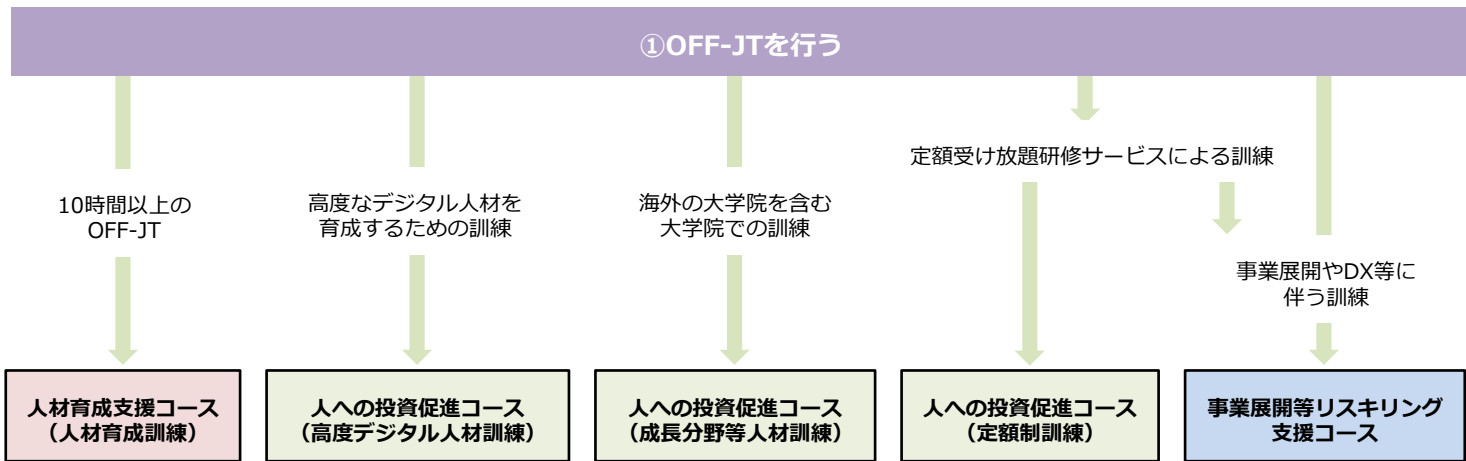 ①OFF-JTを行う
定額受け放題研修サービスによる訓練
10時間以上の
OFF-JT
高度なデジタル人材を
育成するための訓練
海外の大学院を含む
大学院での訓練
事業展開やDX等に
伴う訓練
人材育成支援コース
（人材育成訓練）
人への投資促進コース
（高度デジタル人材訓練）
人への投資促進コース
（成長分野等人材訓練）
人への投資促進コース
（定額制訓練）
事業展開等リスキリング
支援コース